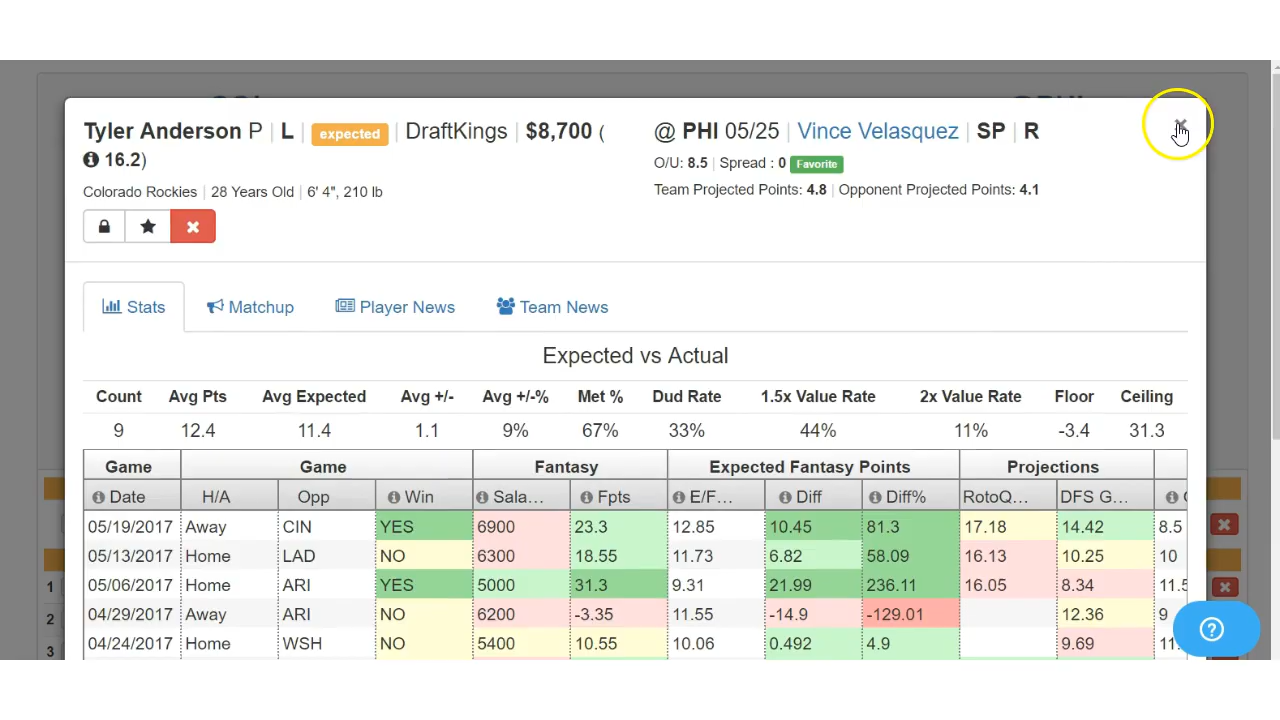 Tyler Anderson P | L | expected | DraftKings | $8,700 (
16.2)
Colorado Rockies | 28 Years Old | 6' 4", 210 lb
@ PHI 05/25 | Vince Velasquez | SP | R
O/U: 8.5 | Spread : 0 Favorite
Team Projected Points: 4.8 | Opponent Projected Points: 4.1
Stats Matchup Player News Team News
Expected vs Actual
Count Avg Pts Avg Expected Avg +/- Avg +/-% Met % Dud Rate 1.5x Value Rate 2x Value Rate Floor Ceiling
9 12.4 11.4 1.1 9% 67% 33% 44% 11% -3.4 31.3
Game Game Fantasy Expected Fantasy Points Projections
Date H/A Opp Win Sala... Fpts E/F... Diff Diff% RotoQ... DFS G...
05/19/2017 Away CIN YES 6900 23.3 12.85 10.45 81.3 17.18 14.42 8.5
05/13/2017 Home LAD NO 6300 18.55 11.73 6.82 58.09 16.13 10.25 10
05/06/2017 Home ARI YES 5000 31.3 9.31 21.99 236.11 16.05 8.34 11.5
04/29/2017 Away ARI NO 6200 -3.35 11.55 -14.9 -129.01 12.36 9
04/24/2017 Home WSH NO 5400 10.55 10.06 0.492 4.9 9.69 11.
1
2
3